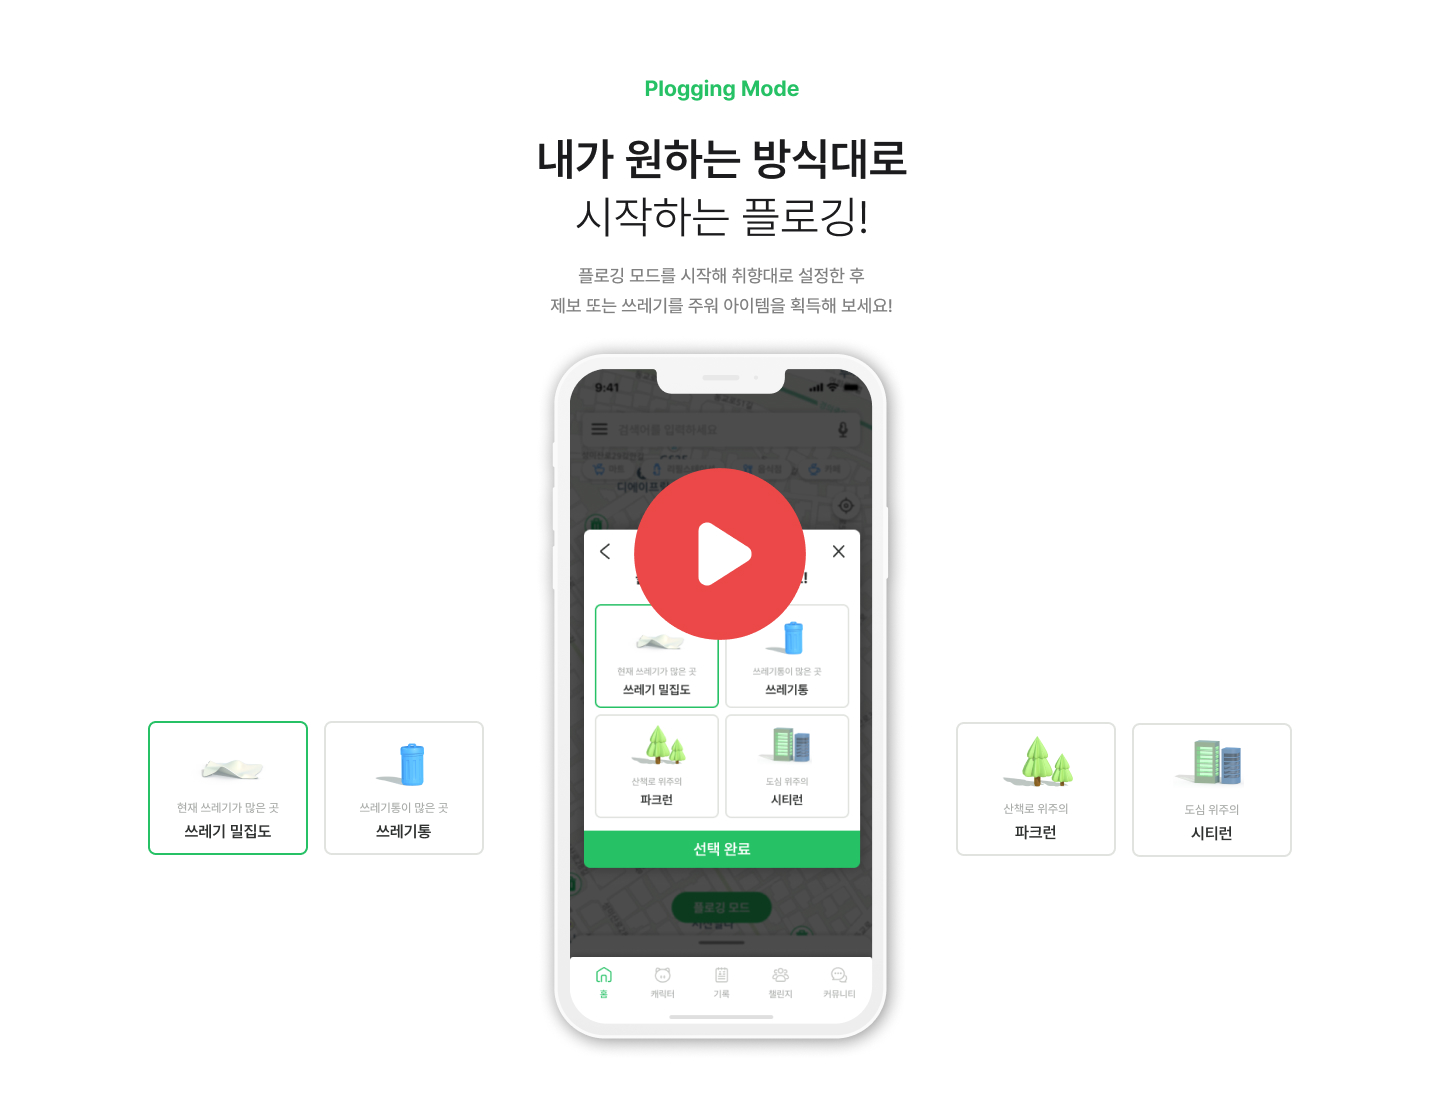 Plogging Mode
내가 원하는 방식대로
시작하는 플로깅!
플로깅 모드를 시작해 취향대로 설정한 후
제보 또는 쓰레기를 주워 아이템을 획득해 보세요!
9:41
검색어를 입력하세요
마트
음식점
카페
디에이프
현재 쓰레기가 많은 곳
쓰레기 밀집도
쓰레기통이 많은 곳
쓰레기통
산책로 위주의
파크런
도심 위주의
시티런
선택 완료
플로깅 모드
홈
캐릭터
기록
챌린지
커뮤니티
현재 쓰레기가 많은 곳
쓰레기 밀집도
쓰레기통이 많은 곳
쓰레기통
산책로 위주의
파크런
도심 위주의
시티런